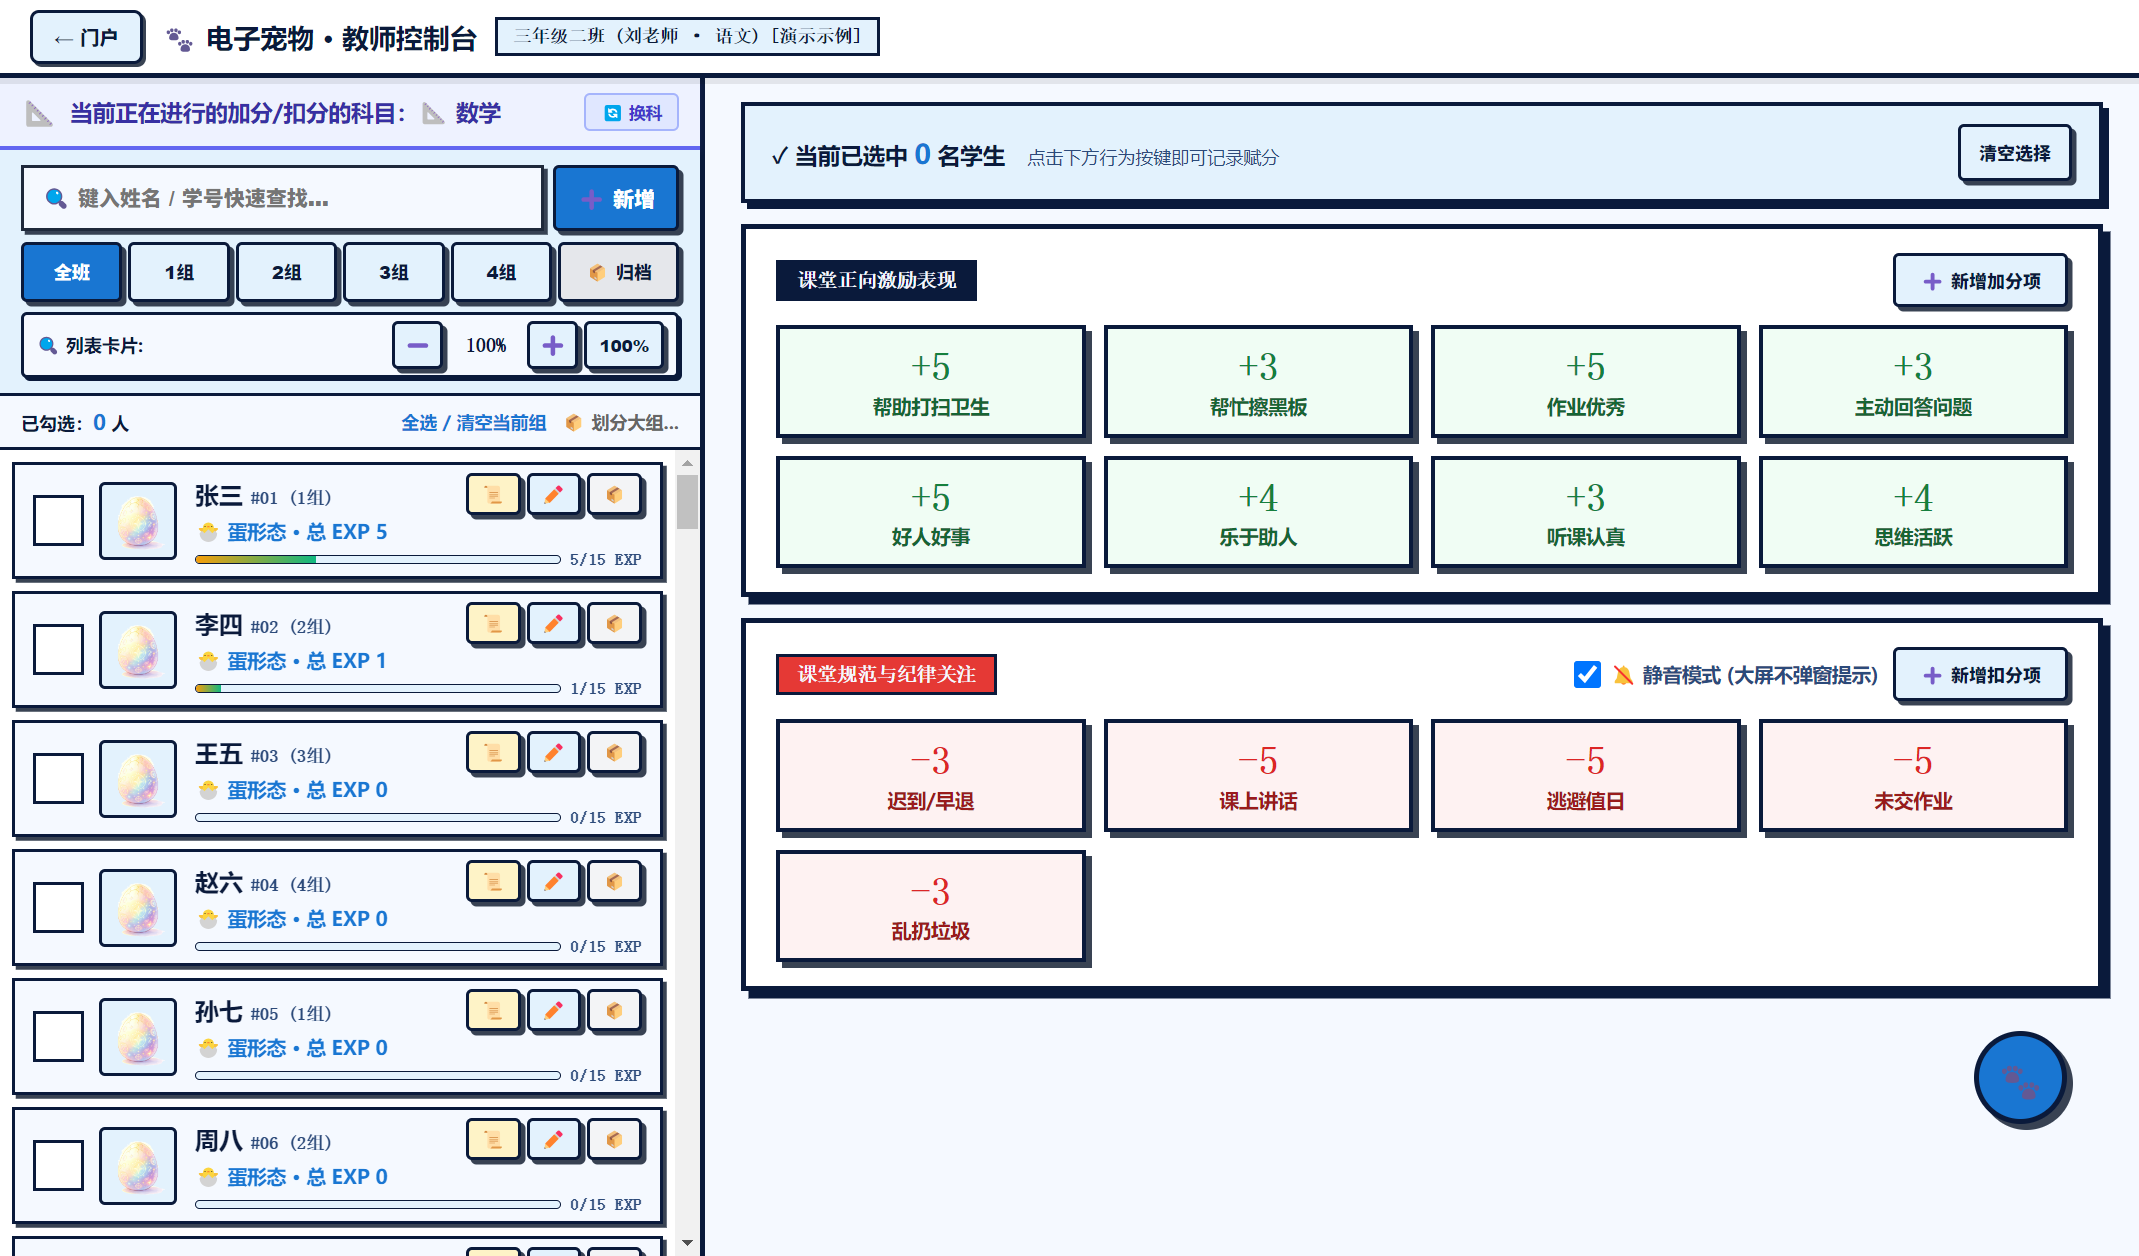 ← 门户
电子宠物 • 教师控制台
三年级二班 (刘老师 · 语文) [演示示例]
当前正在进行的加分/扣分的科目： 数学
换科
键入姓名 / 学号快速查找...
新增
全班
1组
2组
3组
4组
归档
列表卡片:
100%
100%
已勾选: 0 人
全选 / 清空当前组
划分大组...
张三 #01 (1组)
蛋形态 • 总 EXP 5
5/15 EXP
李四 #02 (2组)
蛋形态 • 总 EXP 1
1/15 EXP
王五 #03 (3组)
蛋形态 • 总 EXP 0
0/15 EXP
赵六 #04 (4组)
蛋形态 • 总 EXP 0
0/15 EXP
孙七 #05 (1组)
蛋形态 • 总 EXP 0
0/15 EXP
周八 #06 (2组)
蛋形态 • 总 EXP 0
0/15 EXP
✓ 当前已选中 0 名学生 点击下方行为按键即可记录赋分
清空选择
课堂正向激励表现
新增加分项
+5
帮助打扫卫生
+3
帮忙擦黑板
+5
作业优秀
+3
主动回答问题
+5
好人好事
+4
乐于助人
+3
听课认真
+4
思维活跃
课堂规范与纪律关注
静音模式 (大屏不弹窗提示)
新增扣分项
−3
迟到/早退
−5
课上讲话
−5
逃避值日
−5
未交作业
−3
乱扔垃圾